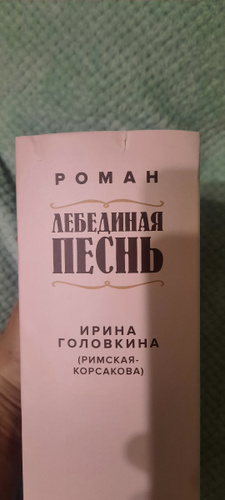 РОМАН
ЛЕБЕДИНАЯ
ПЕСНЬ
ИРИНА
ГОЛОВКИНА
(РИМСКАЯ-
КОРСАКОВА)